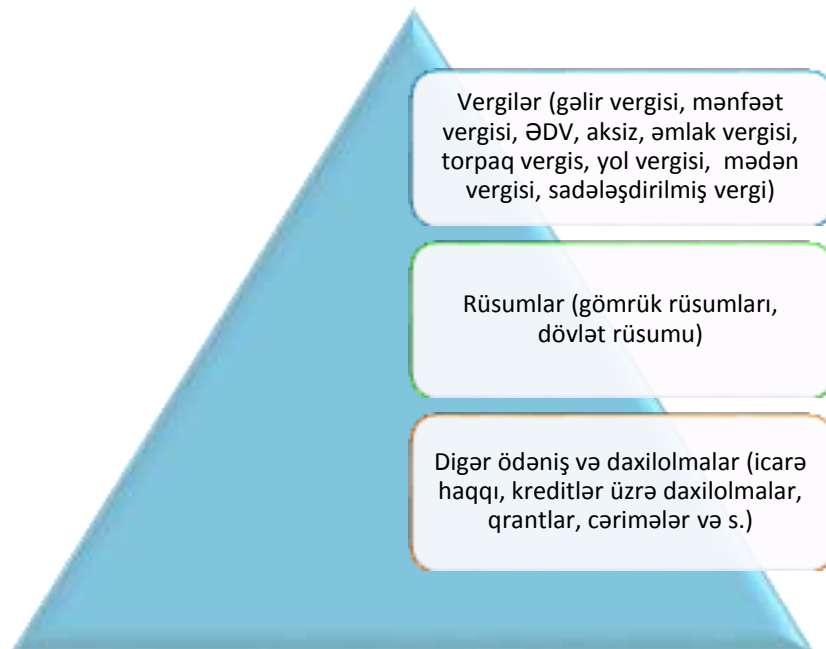 Vergilər (gəlir vergisi, mənfəət
vergisi, ƏDV, aksiz, əmlak vergisi,
torpaq vergis, yol vergisi, mədən
vergisi, sadələşdirilmiş vergi)
Rüsumlar (gömrük rüsumları,
dövlət rüsumu)
Digər ödəniş və daxilolmalar (icarə
haqqı, kreditlər üzrə daxilolmalar,
qrantlar, cərimələr və s.)